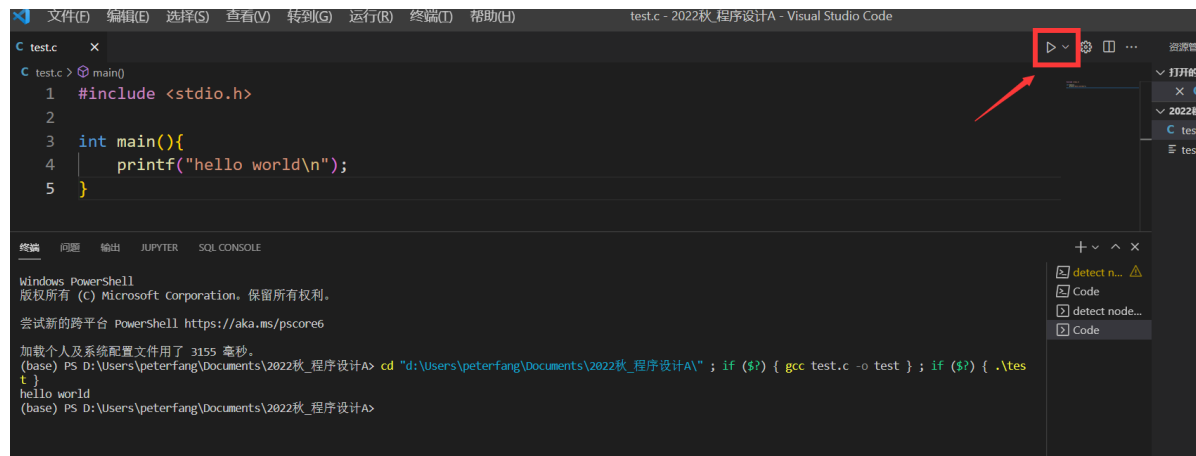 文件(F) 编辑(E) 选择(S) 查看(V) 转到(G) 运行(R) 终端(T) 帮助(H) test.c - 2022秋_程序设计A - Visual Studio Code
C test.c ×
C test.c > main()
1 #include <stdio.h>
2
3 int main(){
4 printf("hello world\n");
5 }
打开的
2022
C tes
tes
终端 问题 输出 JUPYTER SQL CONSOLE
Windows PowerShell
版权所有 (C) Microsoft Corporation。保留所有权利。
尝试新的跨平台 PowerShell https://aka.ms/pscore6
加载个人及系统配置文件用了 3155 毫秒。
(base) PS D:\Users\peterfang\Documents\2022秋_程序设计A> cd "d:\Users\peterfang\Documents\2022秋_程序设计A\" ; if ($?) { gcc test.c -o test } ; if ($?) { .\tes
t }
hello world
(base) PS D:\Users\peterfang\Documents\2022秋_程序设计A>
detect n...
Code
detect node...
Code